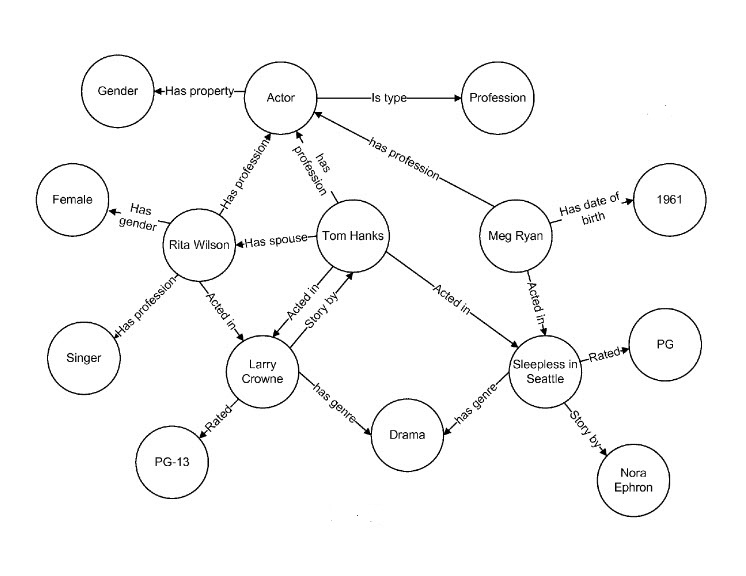 Gender
Has property
Actor
Is type
Profession
Has profession
has
profession
has profession
Female
Has
gender
Rita Wilson
Has spouse
Tom Hanks
Meg Ryan
Has date of
birth
1961
Has profession
Acted in
Acted in
Story by
Acted in
Acted in
Singer
Larry
Crowne
Sleepless in
Seattle
Rated
PG
Rated
has genre
has genre
Story by
Drama
PG-13
Nora
Ephron